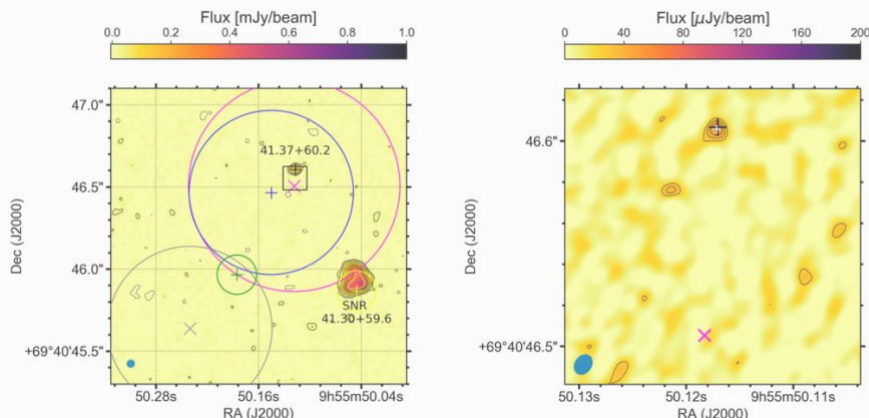 Flux [mJy/beam]
0.0 0.2 0.4 0.6 0.8 1.0
47.0"
46.5"
46.0"
+69°40'45.5"
Dec (J2000)
41.37+60.2
SNR
41.30+59.6
50.28s 50.16s 9h55m50.04s
RA (J2000)
Flux [μJy/beam]
0 40 80 120 160 200
46.6"
+69°40'46.5"
Dec (J2000)
50.13s 50.12s 9h55m50.11s
RA (J2000)